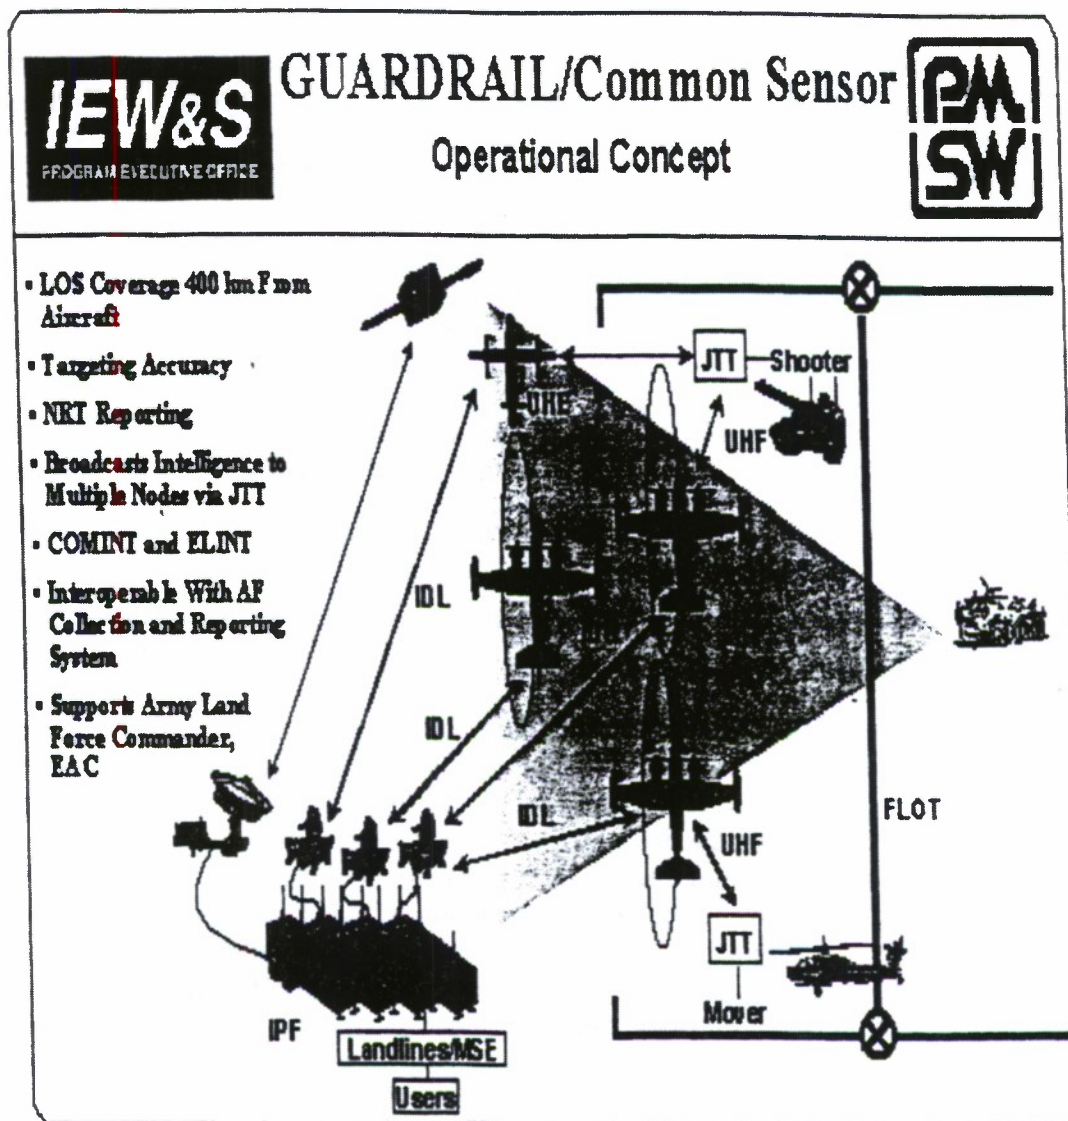 IEW&S
PROGRAM EXECUTIVE OFFICE
GUARDRAIL/Common Sensor
Operational Concept
PM
SW
▪ LOS Coverage 400 km From
Aircraft
▪ Targeting Accuracy
▪ NRT Reporting
▪ Broadcasts Intelligence to
Multiple Nodes via JTT
▪ COMINT and ELINT
▪ Interoperable With AF
Collection and Reporting
System
▪ Supports Army Land
Force Commander,
EAC
JTT
Shooter
UHF
UHF
IDL
IDL
IDL
UHF
FLOT
JTT
Mover
IPF
Landlines/MSE
Users